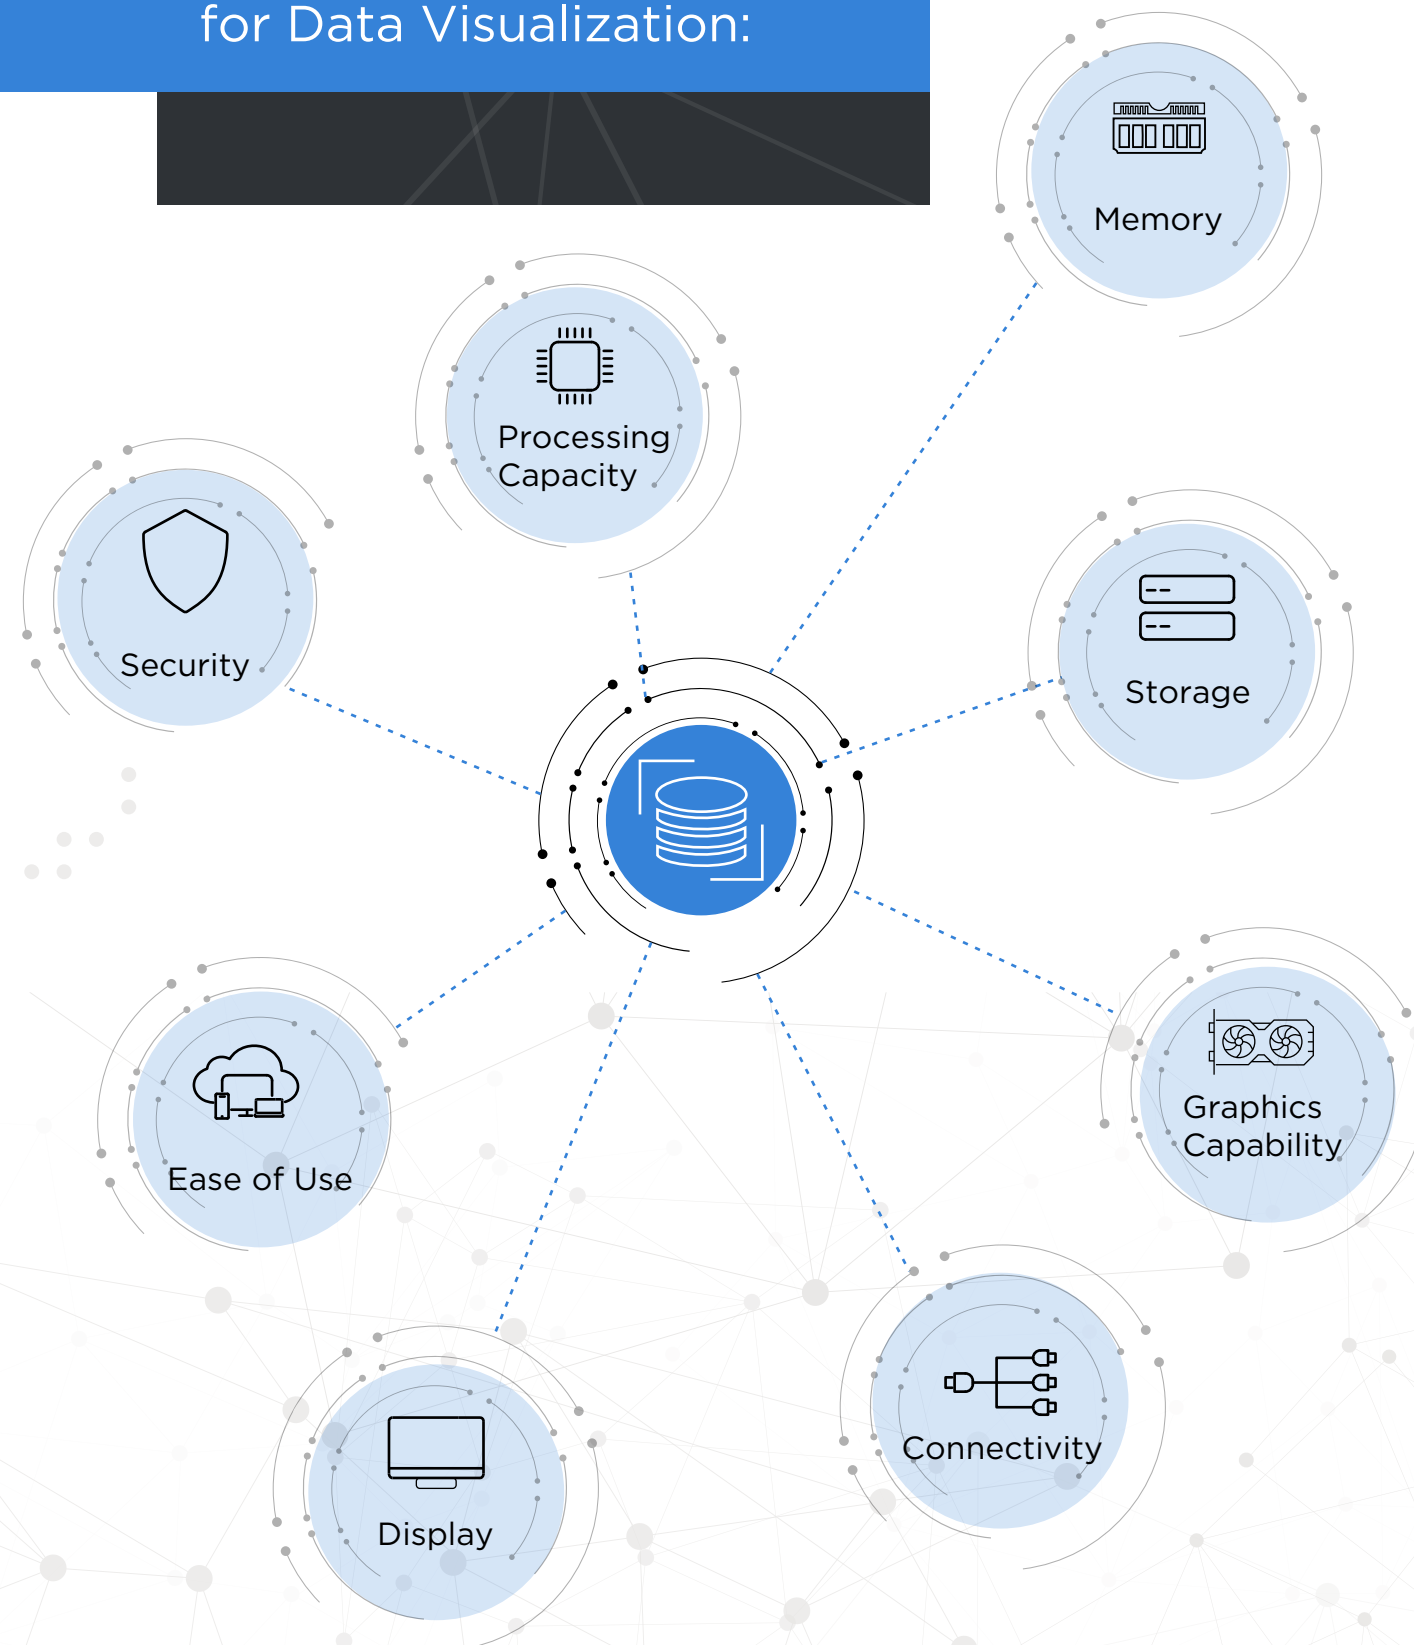 for Data Visualization:
Memory
Processing
Capacity
Security
Storage
Graphics
Capability
Ease of Use
Connectivity
Display